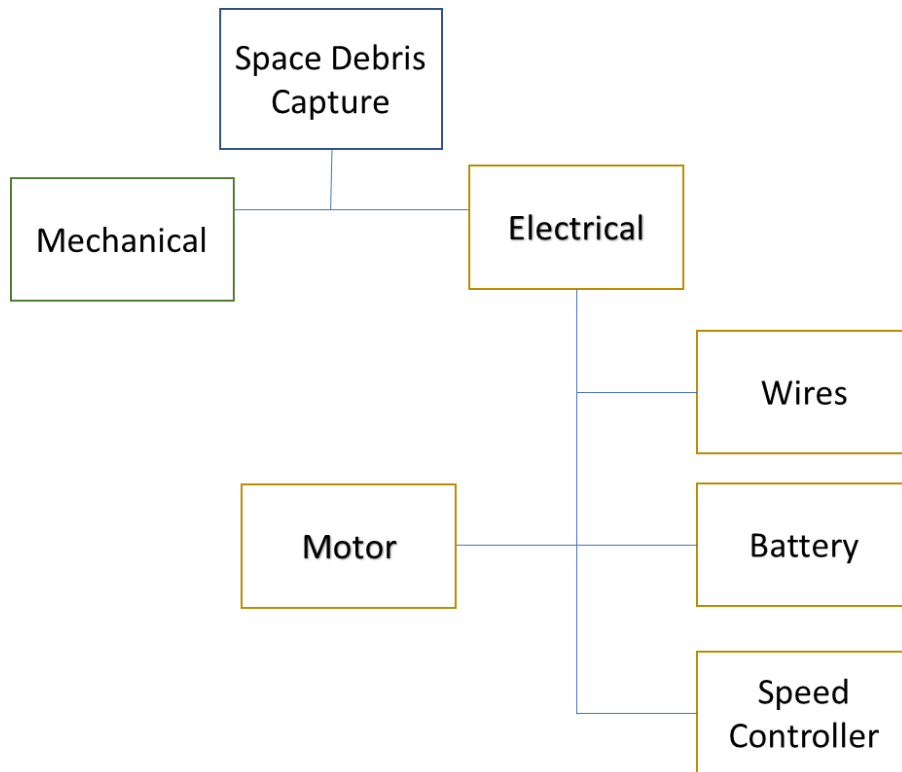 Space Debris
Capture
Mechanical
Electrical
Wires
Motor
Battery
Speed
Controller